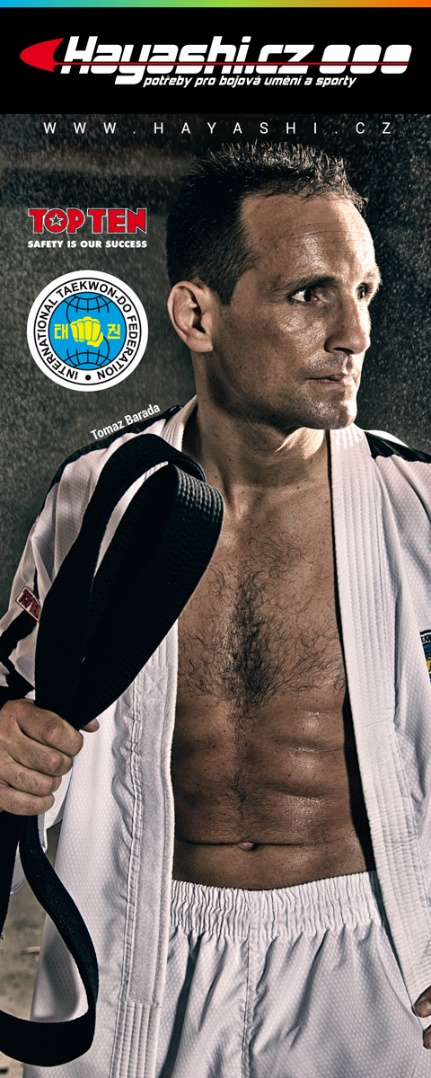 Hayashi.cz
potřeby pro bojová umění a sporty
WWW.HAYASHI.CZ
TOP TEN
SAFETY IS OUR SUCCESS
INTERNATIONAL TAEKWON-DO FEDERATION
태 권
Tomaz Barada